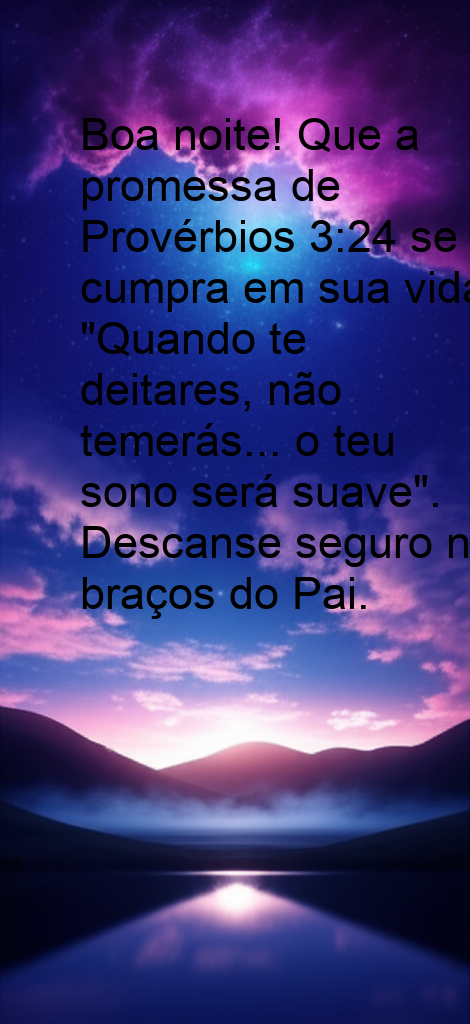 Boa noite! Que a
promessa de
Provérbios 3:24 se
cumpra em sua vida
"Quando te
deitares, não
temerás... o teu
sono será suave".
Descanse seguro n
braços do Pai.